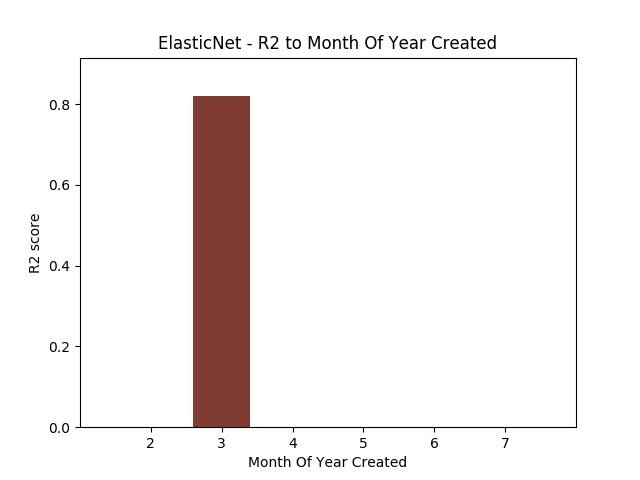 ElasticNet - R2 to Month Of Year Created
R2 score
0.8
0.6
0.4
0.2
0.0
2 3 4 5 6 7
Month Of Year Created